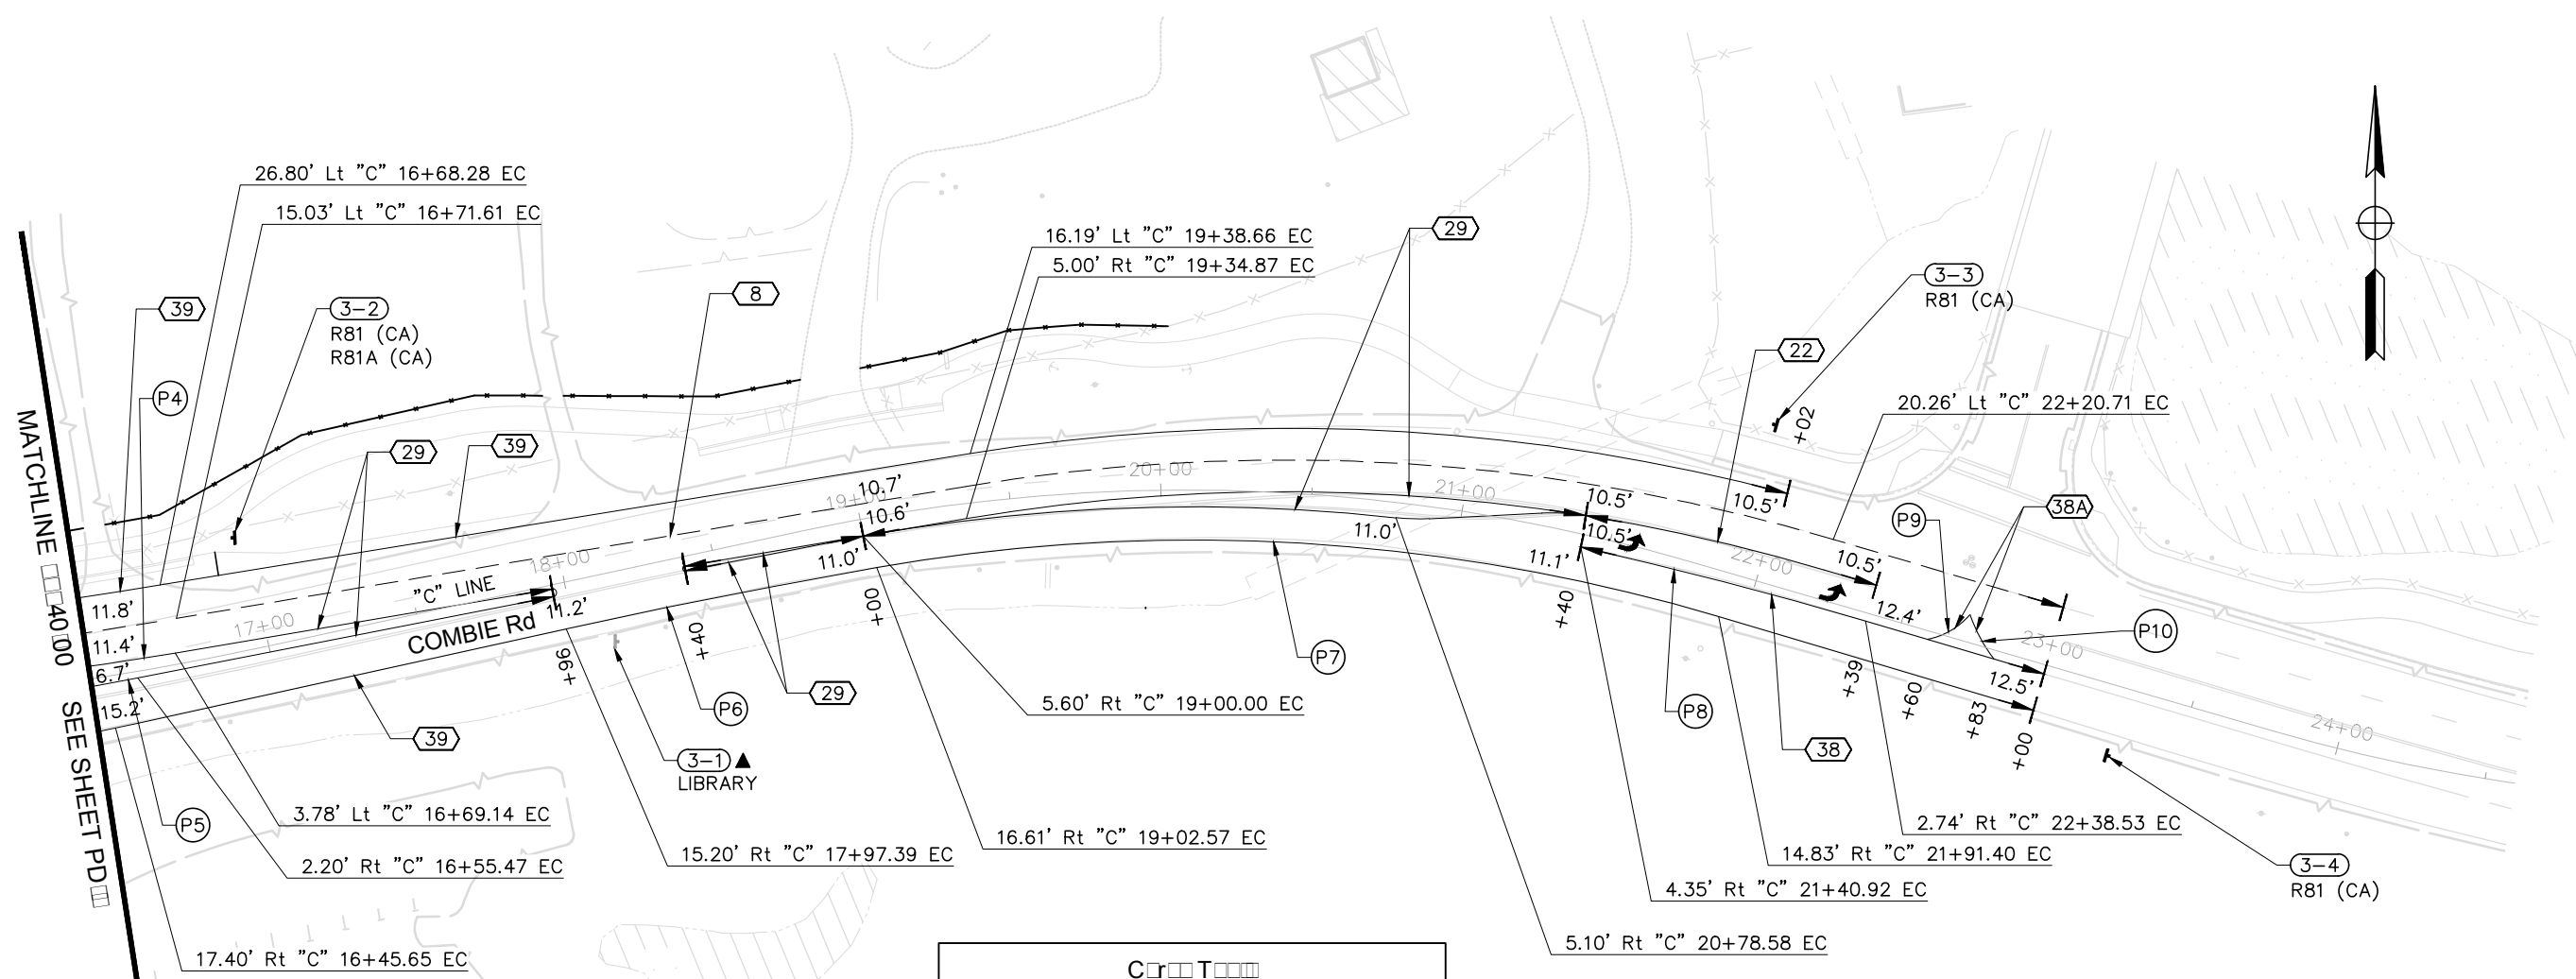 26.80' Lt "C" 16+68.28 EC
15.03' Lt "C" 16+71.61 EC
16.19' Lt "C" 19+38.66 EC
5.00' Rt "C" 19+34.87 EC
29
3-3
R81 (CA)
39
3-2
R81 (CA)
R81A (CA)
8
22
P4
20.26' Lt "C" 22+20.71 EC
+02
29
39
10.7'
19+00
20+00
21+00
10.5'
10.5'
10.6'
11.0'
10.5'
P9
38A
11.0'
11.1'
22+00
10.5'
18+00
"C" LINE
11.8'
11.2'
12.4'
17+00
COMBIE Rd
11.4'
+00
+40
P10
23+00
6.7'
+96
+40
P7
+39
+60
12.5'
15.2'
29
P6
5.60' Rt "C" 19+00.00 EC
P8
+83
+00
24+00
39
38
3-1
LIBRARY
MATCHLINE
40
00
SEE SHEET PD
P5
3.78' Lt "C" 16+69.14 EC
16.61' Rt "C" 19+02.57 EC
2.74' Rt "C" 22+38.53 EC
2.20' Rt "C" 16+55.47 EC
15.20' Rt "C" 17+97.39 EC
14.83' Rt "C" 21+91.40 EC
3-4
R81 (CA)
4.35' Rt "C" 21+40.92 EC
17.40' Rt "C" 16+45.65 EC
5.10' Rt "C" 20+78.58 EC